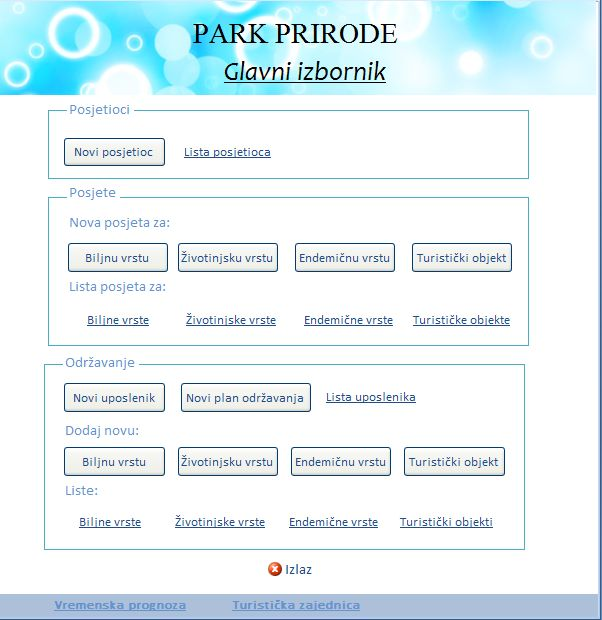 PARK PRIRODE
Glavni izbornik
Posjetioci
Novi posjetioc Lista posjetioca
Posjete
Nova posjeta za:
Biljnu vrstu Životinjsku vrstu Endemičnu vrstu Turistički objekt
Lista posjeta za:
Biljne vrste Životinjske vrste Endemične vrste Turističke objekte
Održavanje
Novi uposlenik Novi plan održavanja Lista uposlenika
Dodaj novu:
Biljnu vrstu Životinjsku vrstu Endemičnu vrstu Turistički objekt
Liste:
Biljne vrste Životinjske vrste Endemične vrste Turistički objekti
Izlaz
Vremenska prognoza Turistička zajednica